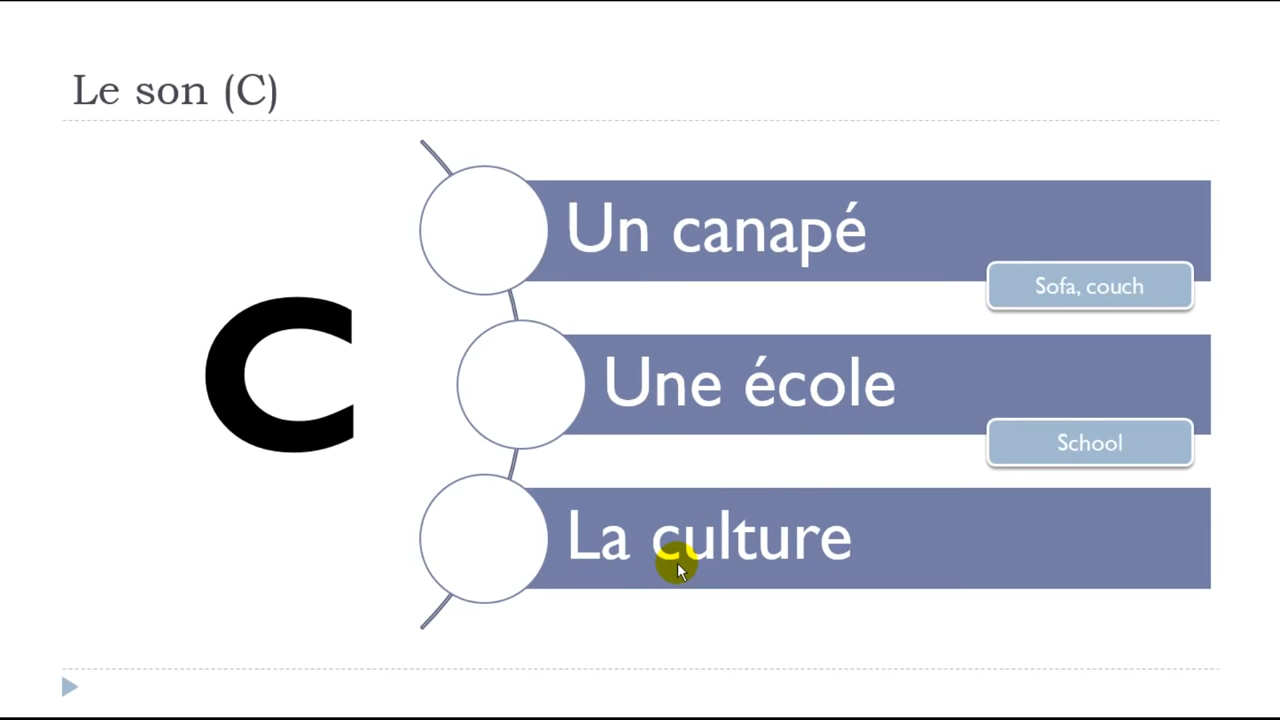 Le son (C)
C
Un canapé
Sofa, couch
Une école
School
La culture